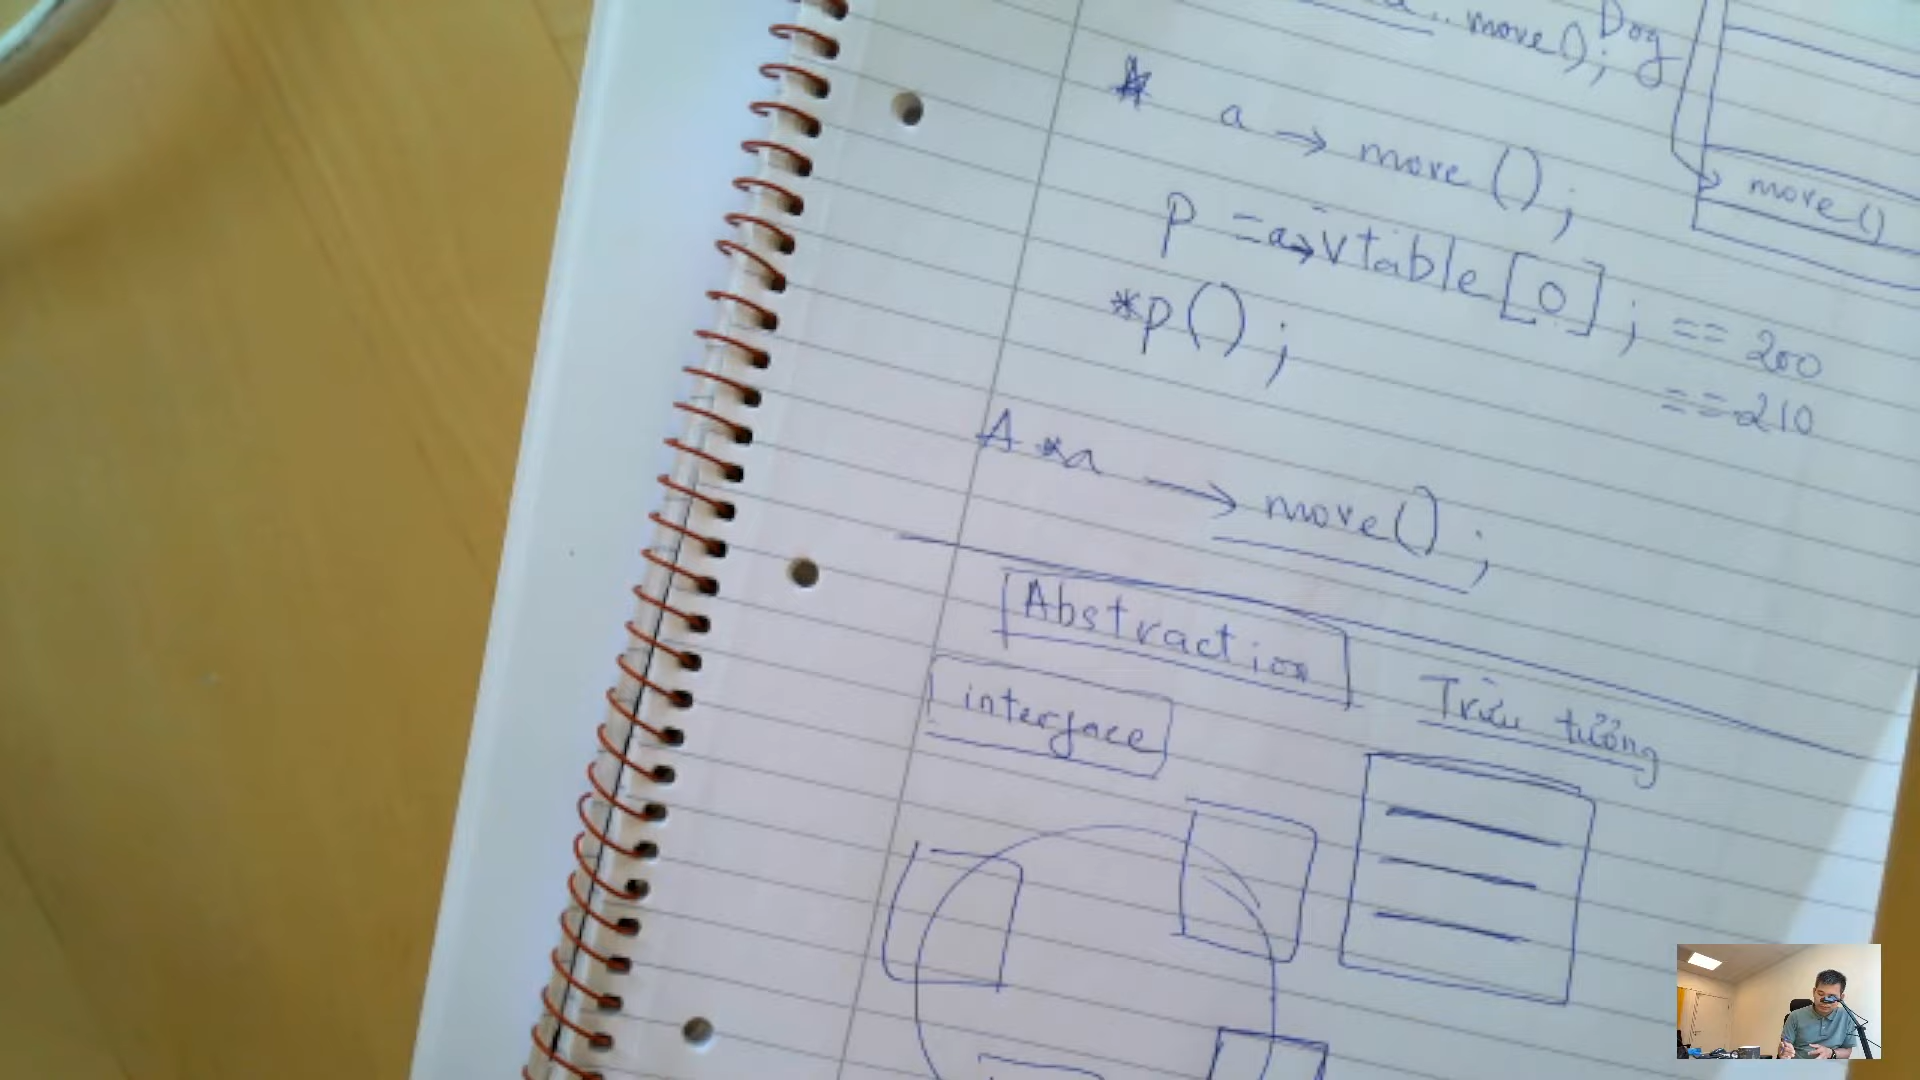 move(); Dog
* a → move ();
move()
p = a→vtable[0]; == 200
*p(); == 210
A *a → move();
Abstraction
Trừu tượng
interface